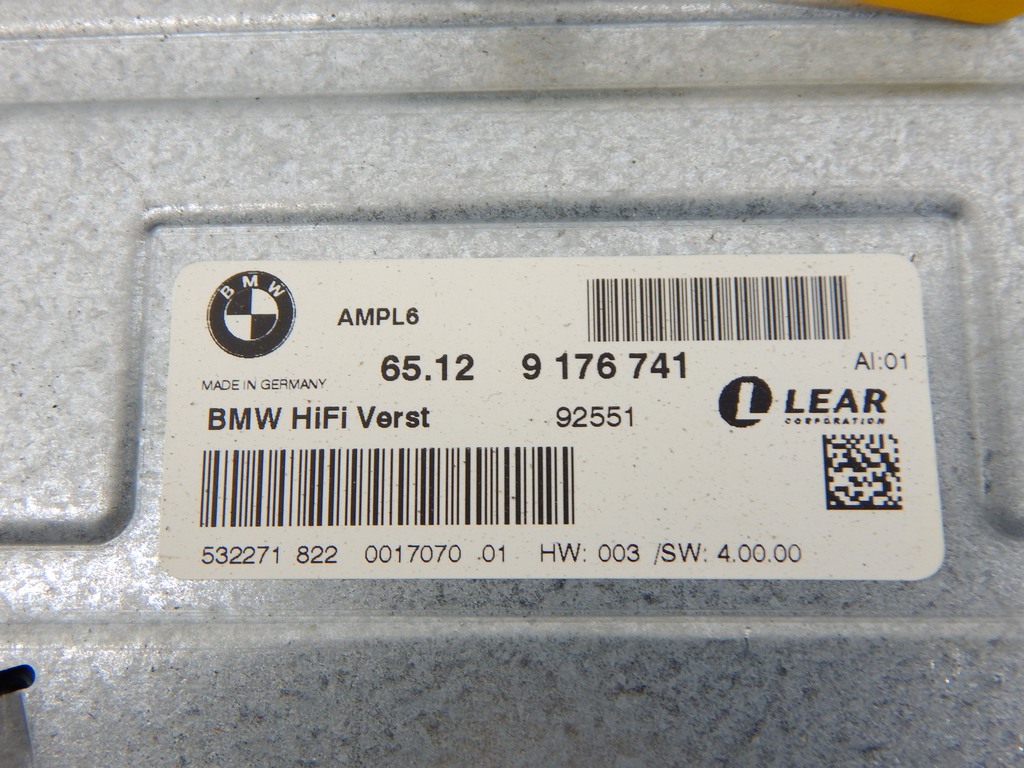 BMW
AMPL6
65.12 9 176 741
AI:01
MADE IN GERMANY
BMW HiFi Verst 92551
LEAR
CORPORATION
532271 822 0017070 .01 HW: 003 /SW: 4.00.00